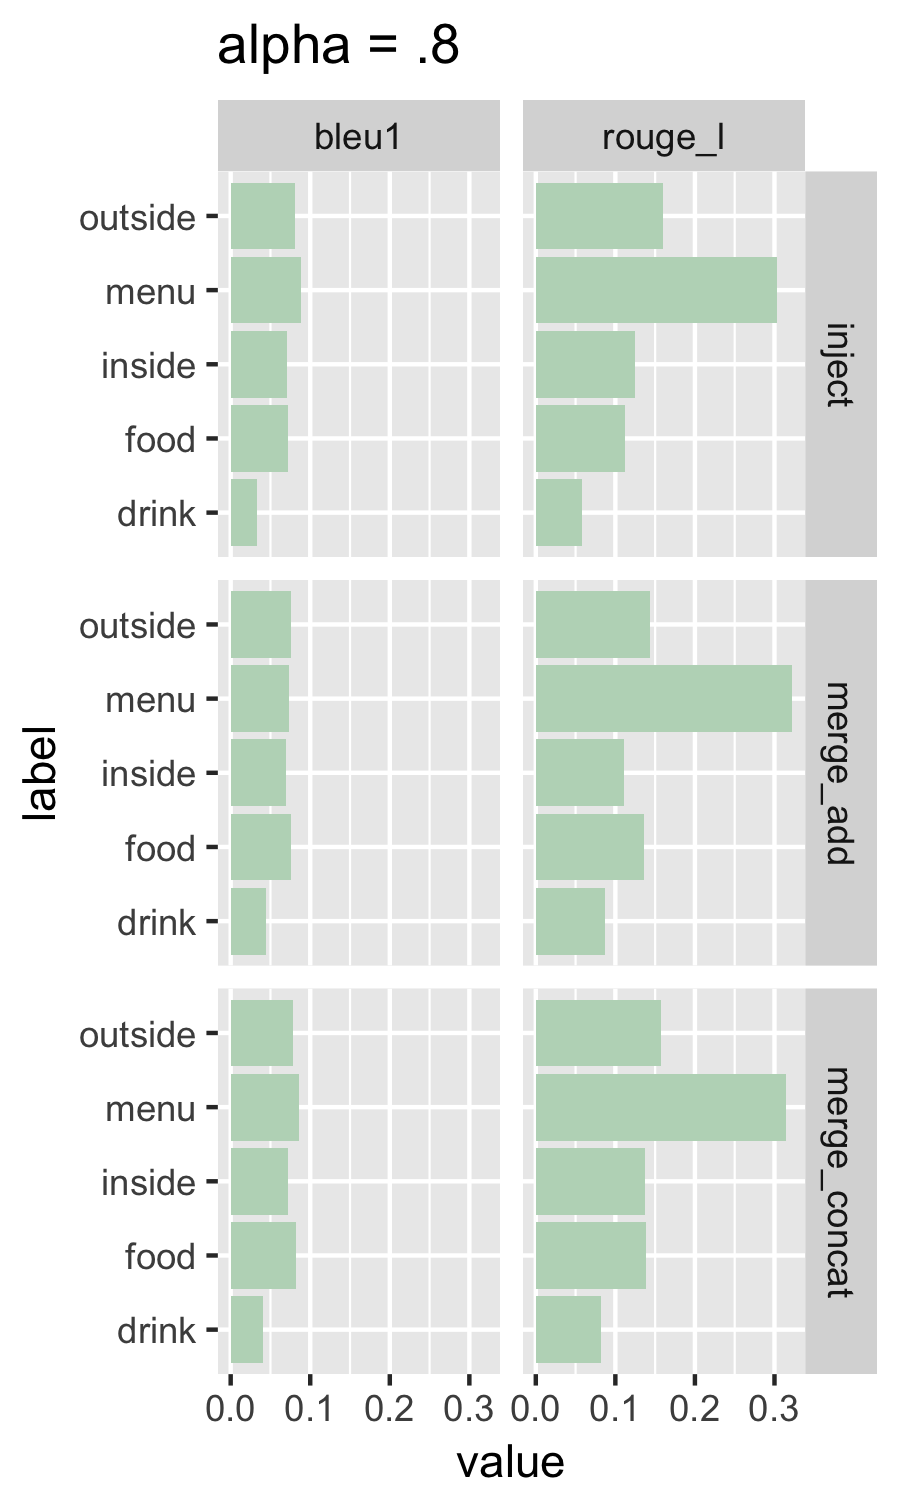 alpha = .8
bleu1
rouge_l
outside
menu
inside
food
drink
inject
outside
menu
inside
food
drink
merge_add
outside
menu
inside
food
drink
merge_concat
label
0.0 0.1 0.2 0.3
0.0 0.1 0.2 0.3
value